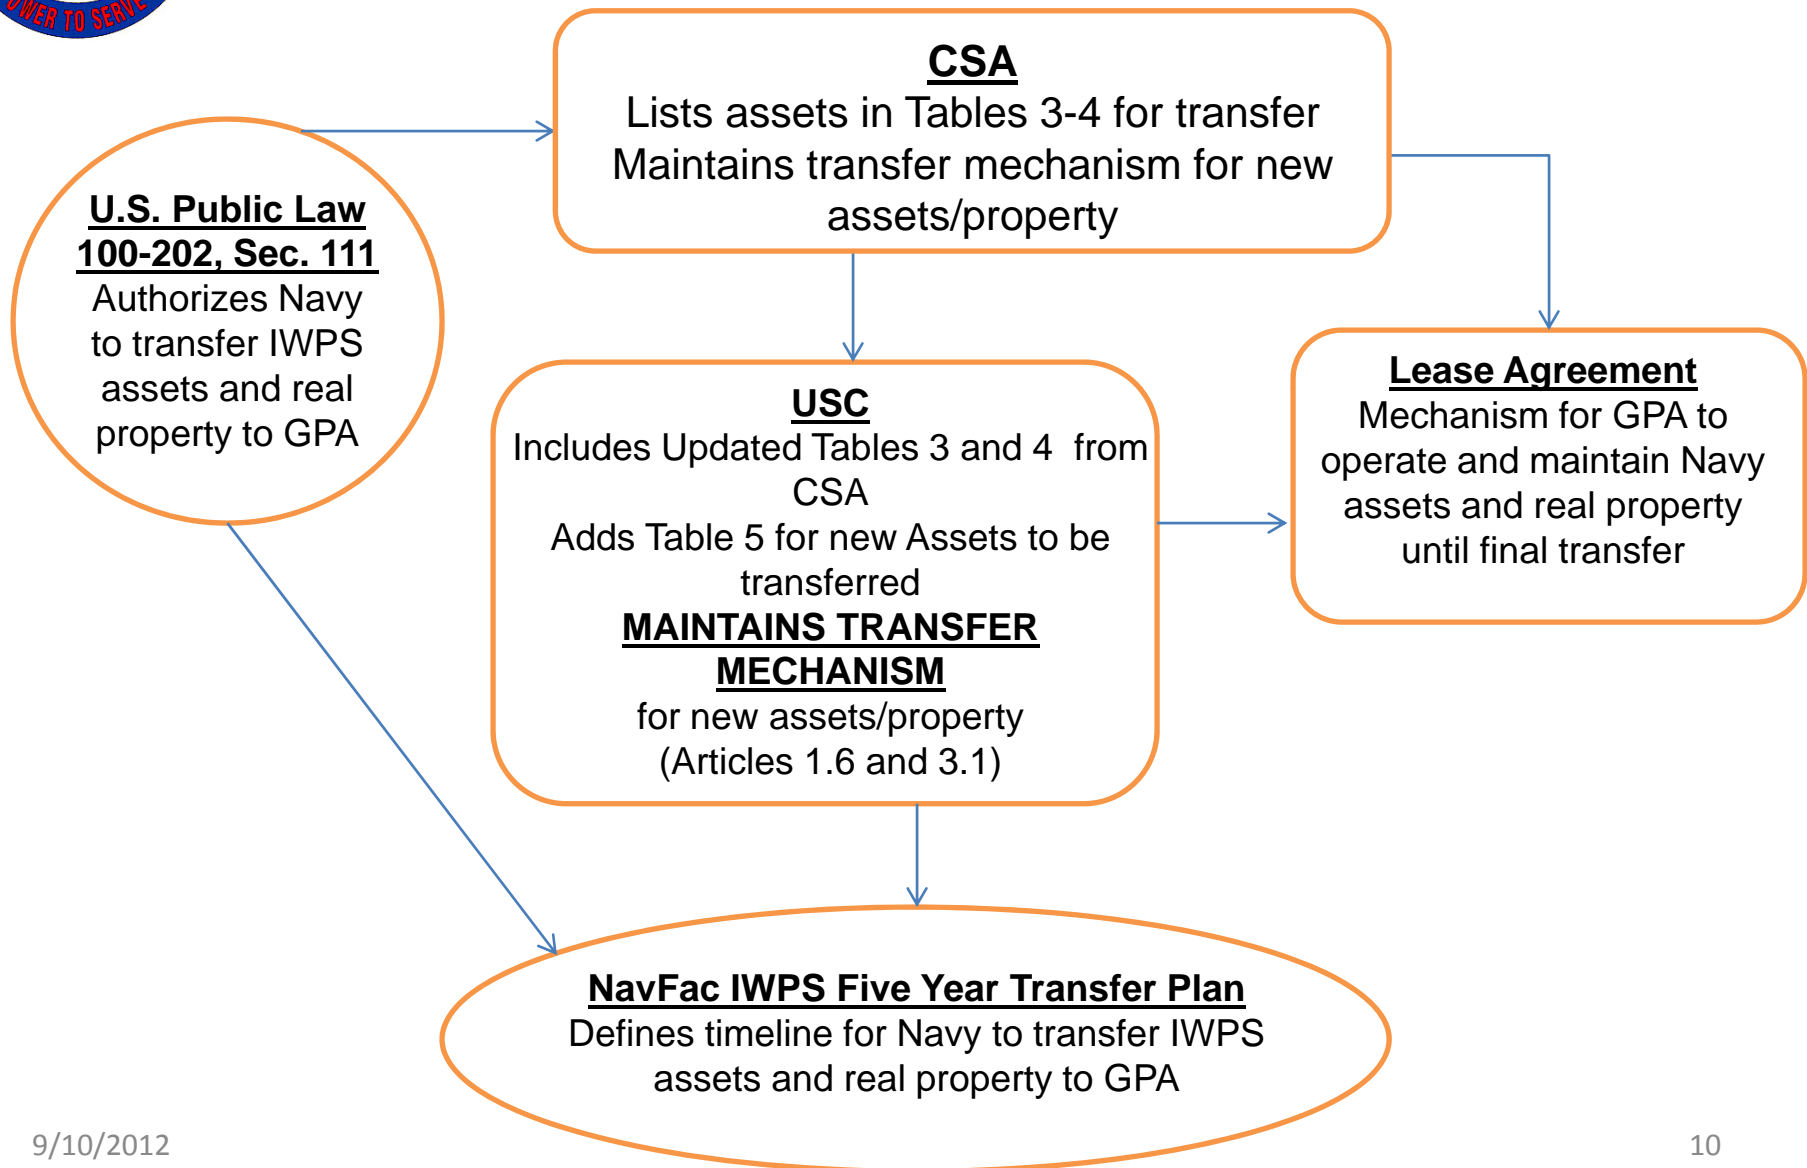 OWER TO SERVE
CSA
Lists assets in Tables 3-4 for transfer
Maintains transfer mechanism for new
assets/property
U.S. Public Law
100-202, Sec. 111
Authorizes Navy
to transfer IWPS
assets and real
property to GPA
USC
Includes Updated Tables 3 and 4 from
CSA
Adds Table 5 for new Assets to be
transferred
MAINTAINS TRANSFER
MECHANISM
for new assets/property
(Articles 1.6 and 3.1)
Lease Agreement
Mechanism for GPA to
operate and maintain Navy
assets and real property
until final transfer
NavFac IWPS Five Year Transfer Plan
Defines timeline for Navy to transfer IWPS
assets and real property to GPA
9/10/2012
10